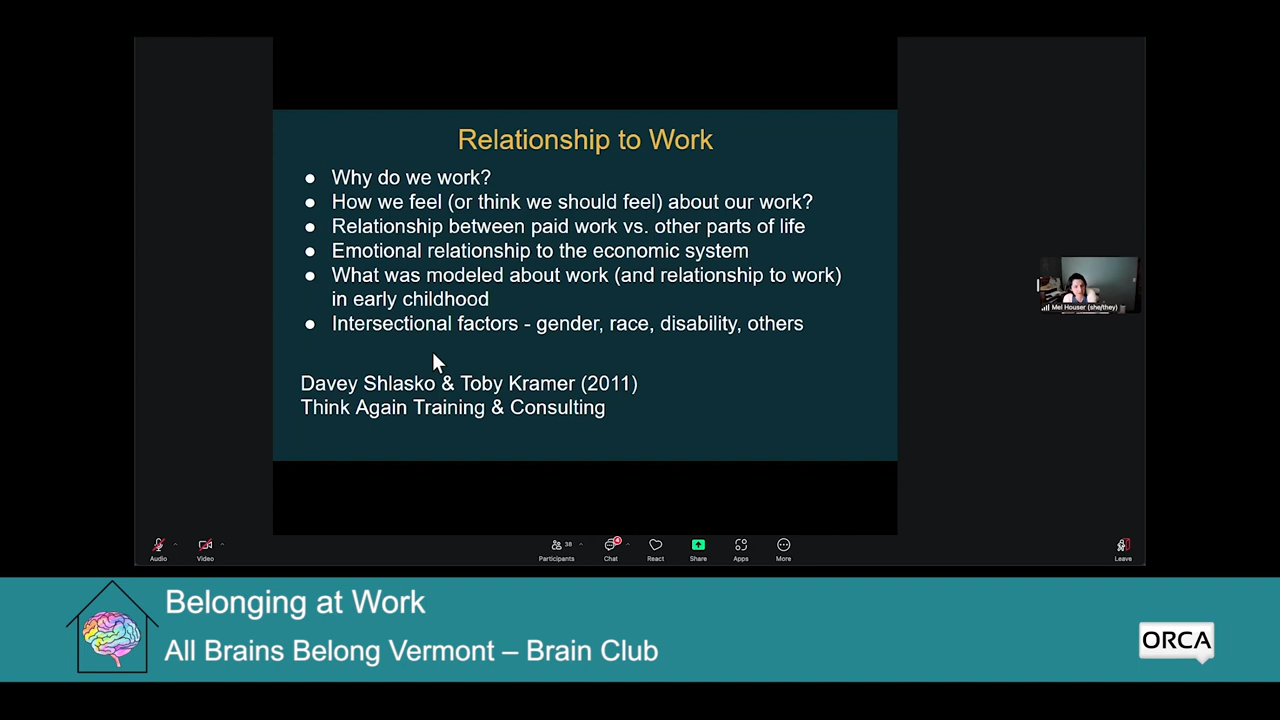 Relationship to Work
● Why do we work?
● How we feel (or think we should feel) about our work?
● Relationship between paid work vs. other parts of life
● Emotional relationship to the economic system
● What was modeled about work (and relationship to work)
in early childhood
● Intersectional factors - gender, race, disability, others
Davey Shlasko & Toby Kramer (2011)
Think Again Training & Consulting
Mel Houser (she/they)
Audio
Video
Participants
38
Chat
4
React
Share
Apps
More
Leave
Belonging at Work
All Brains Belong Vermont – Brain Club
ORCA